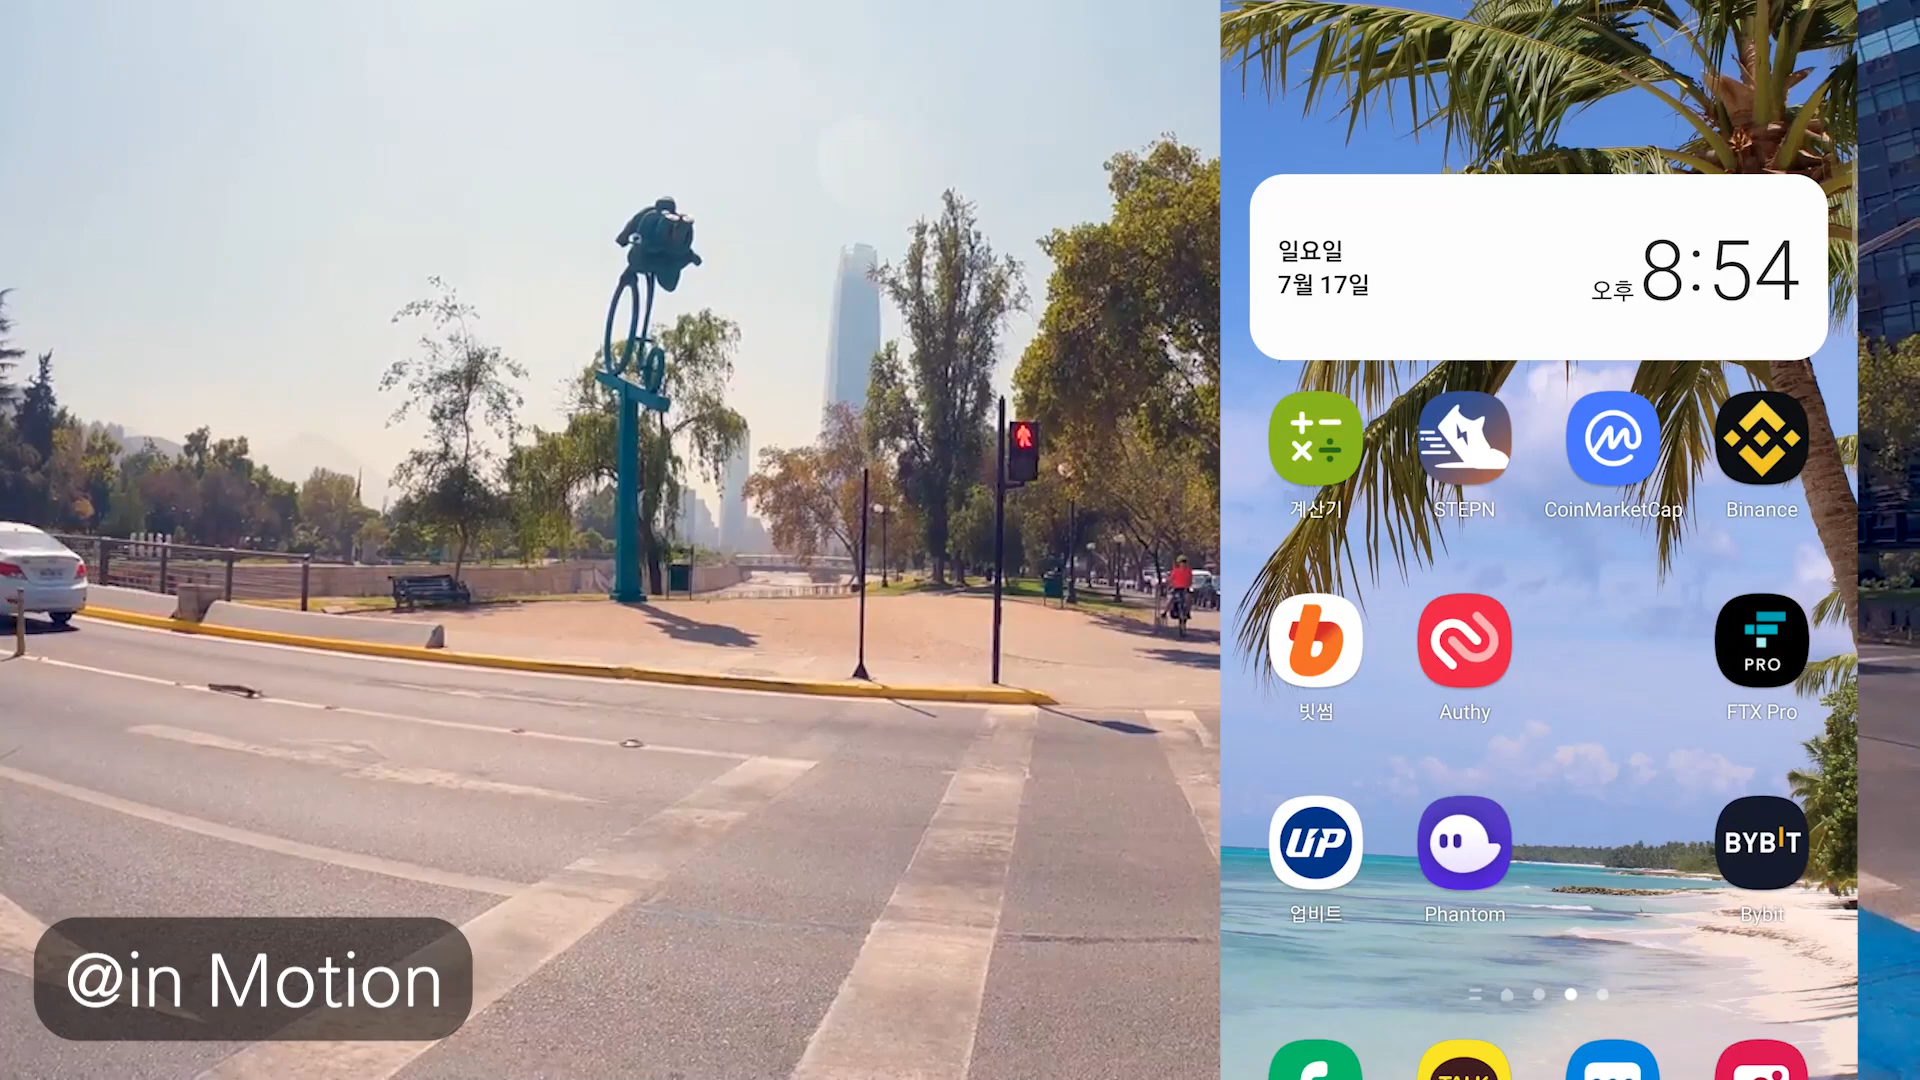 일요일
7월 17일
오후 8:54
계산기
STEPN
CoinMarketCap
Binance
PRO
빗썸
Authy
FTX Pro
UP
BYBIT
업비트
Phantom
Bybit
TALK
@in Motion